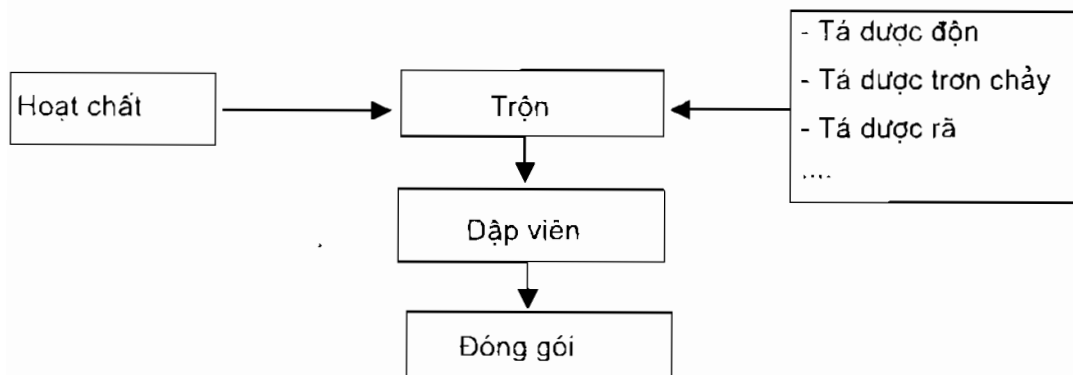 Hoạt chất
Trộn
- Tá dược độn
- Tá dược trơn chảy
- Tá dược rã
....
Dập viên
Đóng gói